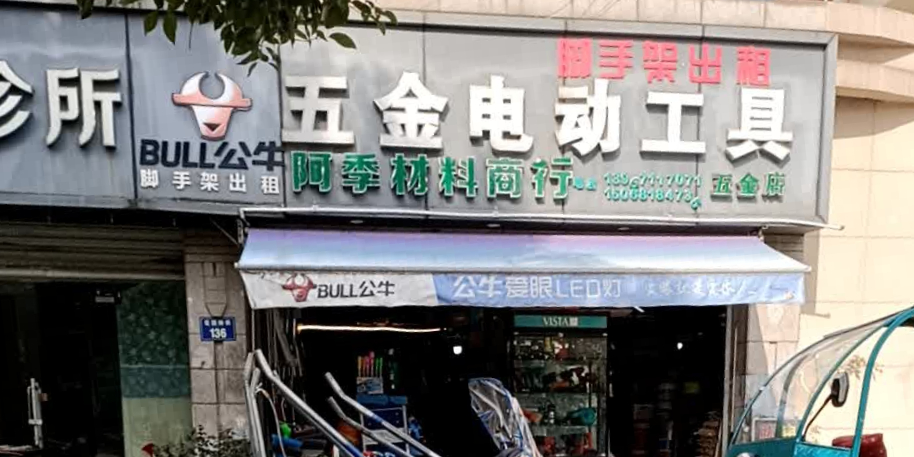 诊所
BULL公牛
脚手架出租
脚手架出租
五金电动工具
阿季材料商行
五金店
BULL公牛
公牛爱眼LED灯
VISTA
136